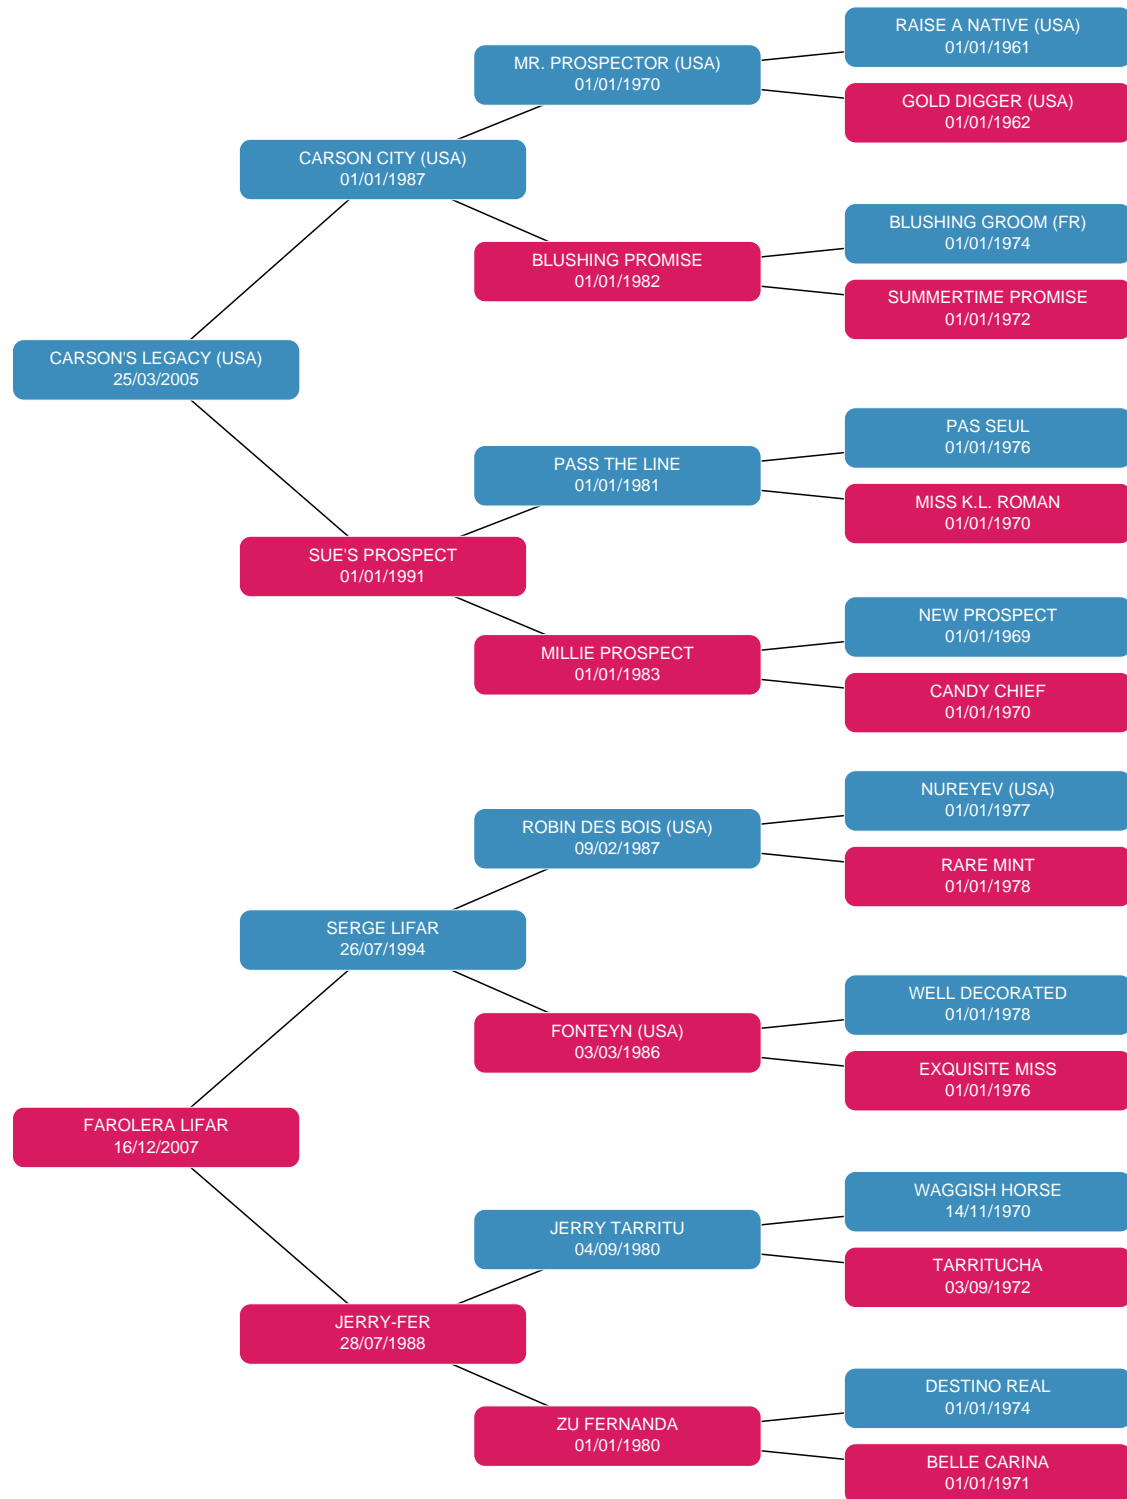 RAISE A NATIVE (USA)
01/01/1961
MR. PROSPECTOR (USA)
01/01/1970
GOLD DIGGER (USA)
01/01/1962
CARSON CITY (USA)
01/01/1987
BLUSHING GROOM (FR)
01/01/1974
BLUSHING PROMISE
01/01/1982
SUMMERTIME PROMISE
01/01/1972
CARSON'S LEGACY (USA)
25/03/2005
PAS SEUL
01/01/1976
PASS THE LINE
01/01/1981
MISS K.L. ROMAN
01/01/1970
SUE'S PROSPECT
01/01/1991
NEW PROSPECT
01/01/1969
MILLIE PROSPECT
01/01/1983
CANDY CHIEF
01/01/1970
NUREYEV (USA)
01/01/1977
ROBIN DES BOIS (USA)
09/02/1987
RARE MINT
01/01/1978
SERGE LIFAR
26/07/1994
WELL DECORATED
01/01/1978
FONTEYN (USA)
03/03/1986
EXQUISITE MISS
01/01/1976
FAROLERA LIFAR
16/12/2007
WAGGISH HORSE
14/11/1970
JERRY TARRITU
04/09/1980
TARRITUCHA
03/09/1972
JERRY-FER
28/07/1988
DESTINO REAL
01/01/1974
ZU FERNANDA
01/01/1980
BELLE CARINA
01/01/1971